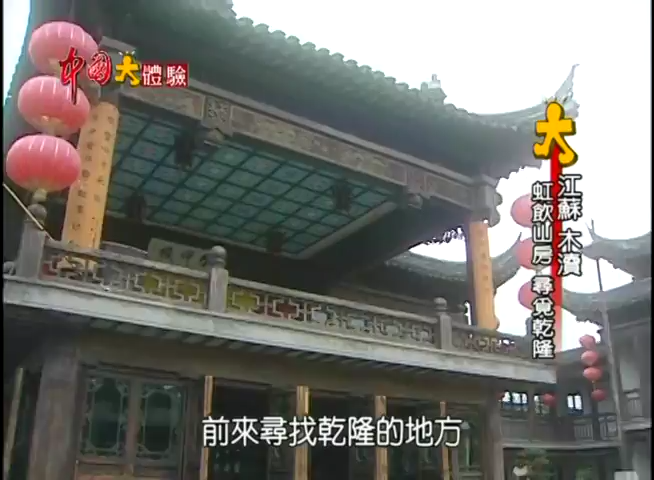 中國大體驗
大
江蘇 木瀆
虹飲山房 尋覓乾隆
前來尋找乾隆的地方